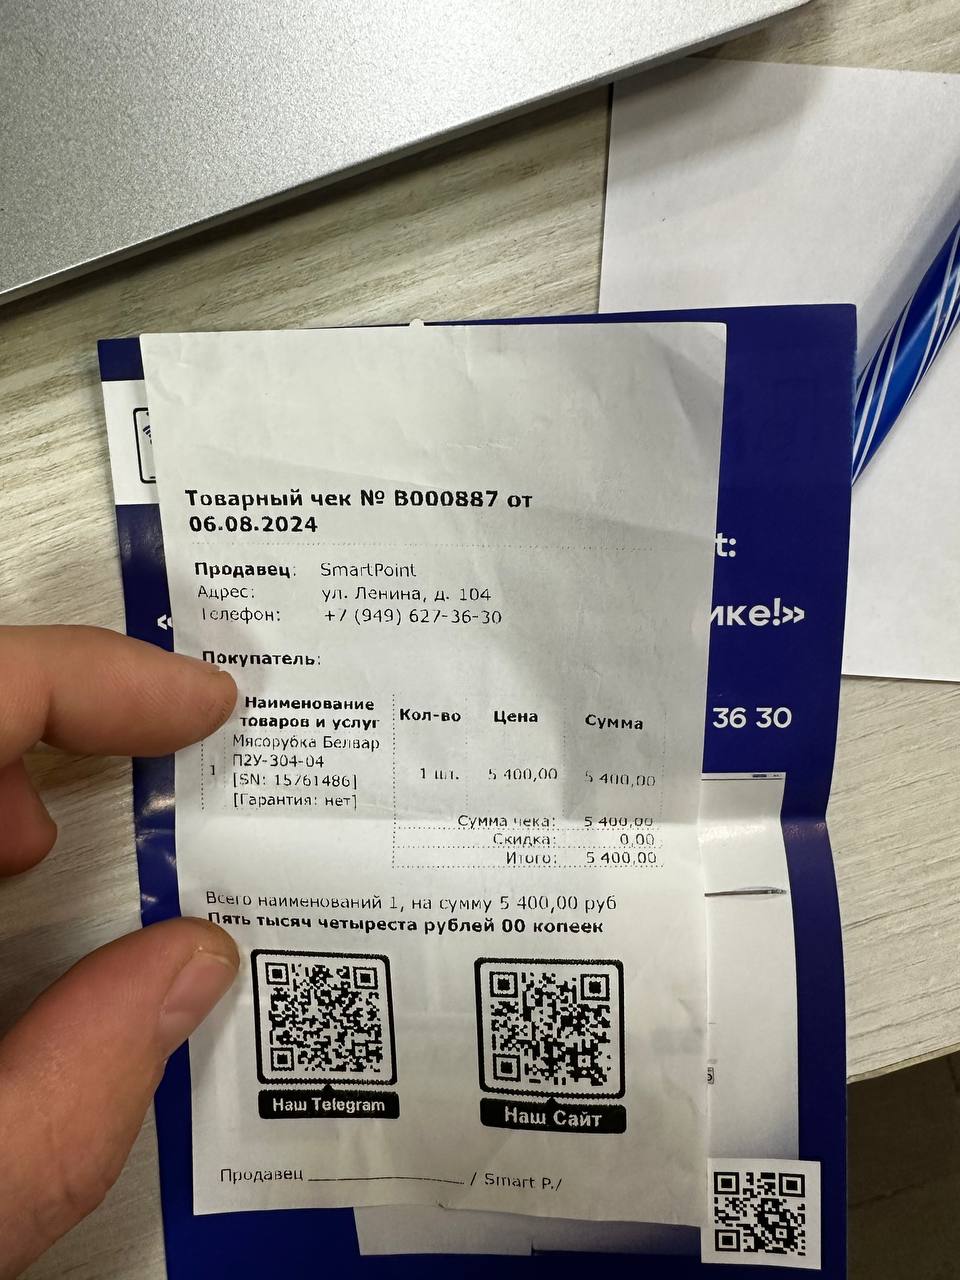 Товарный чек № В000887 от
06.08.2024
Продавец: SmartPoint
Адрес: ул. Ленина, д. 104
Телефон: +7 (949) 627-36-30
Покупатель:
Наименование товаров и услуг Кол-во Цена Сумма
1 Мясорубка Белвар
П2У-304-04
[SN: 15761486] 1 шт. 5 400,00 5 400,00
[Гарантия: нет]
Сумма чека: 5 400,00
Скидка: 0,00
Итого: 5 400,00
Всего наименований 1, на сумму 5 400,00 руб
Пять тысяч четыреста рублей 00 копеек
Наш Telegram Наш Сайт
Продавец / Smart P./
t:
« ике!»
36 30